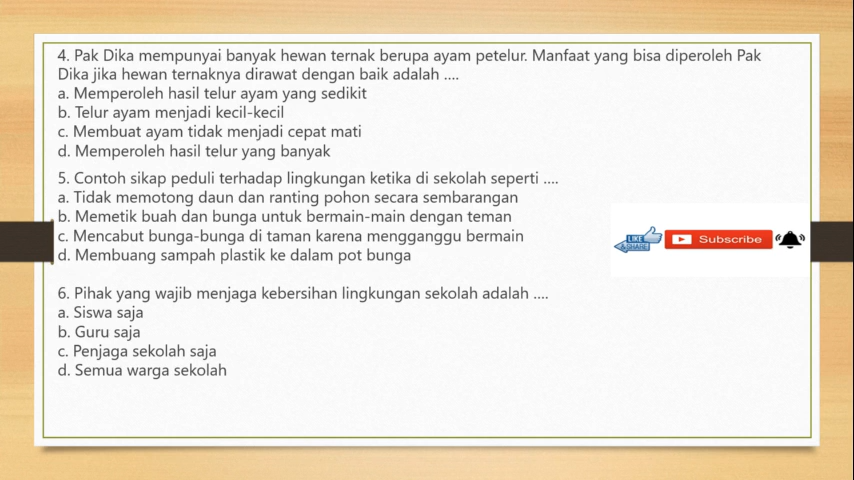 4. Pak Dika mempunyai banyak hewan ternak berupa ayam petelur. Manfaat yang bisa diperoleh Pak
Dika jika hewan ternaknya dirawat dengan baik adalah ....
a. Memperoleh hasil telur ayam yang sedikit
b. Telur ayam menjadi kecil-kecil
c. Membuat ayam tidak menjadi cepat mati
d. Memperoleh hasil telur yang banyak
5. Contoh sikap peduli terhadap lingkungan ketika di sekolah seperti ....
a. Tidak memotong daun dan ranting pohon secara sembarangan
b. Memetik buah dan bunga untuk bermain-main dengan teman
c. Mencabut bunga-bunga di taman karena mengganggu bermain
d. Membuang sampah plastik ke dalam pot bunga
LIKE
& SHARE
Subscribe
6. Pihak yang wajib menjaga kebersihan lingkungan sekolah adalah ....
a. Siswa saja
b. Guru saja
c. Penjaga sekolah saja
d. Semua warga sekolah